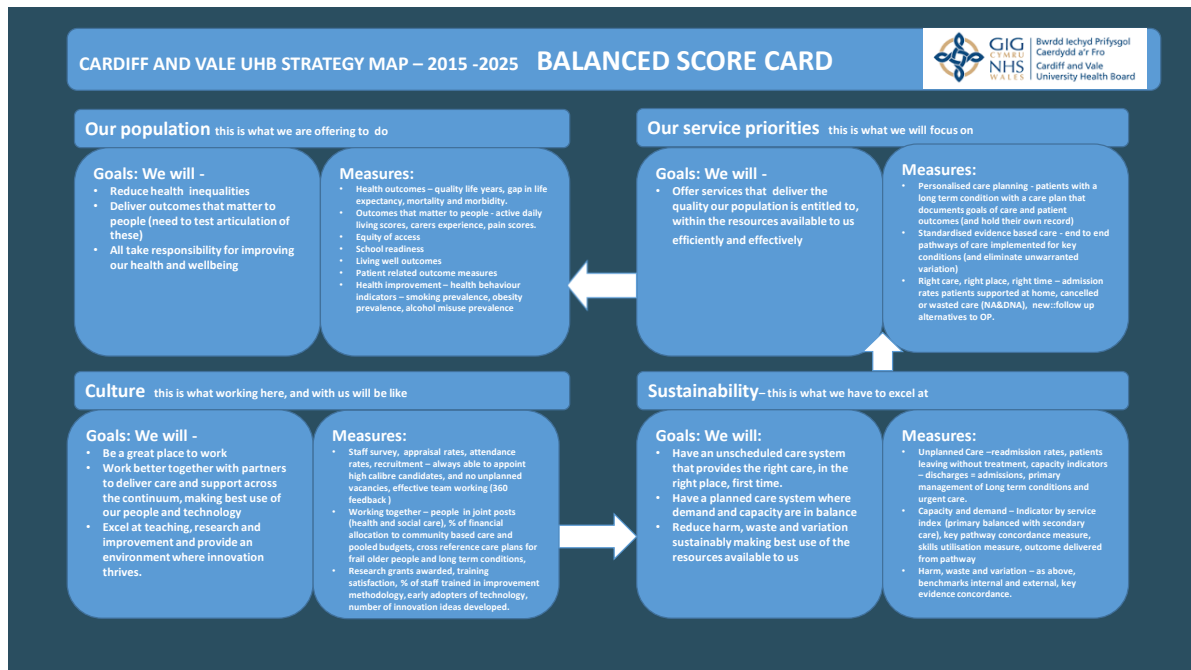 CARDIFF AND VALE UHB STRATEGY MAP – 2015 -2025 BALANCED SCORE CARD
GIG
CYMRU
NHS
WALES
Bwrdd Iechyd Prifysgol
Caerdydd a'r Fro
Cardiff and Vale
University Health Board
Our population this is what we are offering to do
Goals: We will -
• Reduce health inequalities
• Deliver outcomes that matter to
people (need to test articulation of
these)
• All take responsibility for improving
our health and wellbeing
Measures:
• Health outcomes – quality life years, gap in life
expectancy, mortality and morbidity.
• Outcomes that matter to people - active daily
living scores, carers experience, pain scores.
• Equity of access
• School readiness
• Living well outcomes
• Patient related outcome measures
• Health improvement – health behaviour
indicators – smoking prevalence, obesity
prevalence, alcohol misuse prevalence
Our service priorities this is what we will focus on
Goals: We will -
• Offer services that deliver the
quality our population is entitled to,
within the resources available to us
efficiently and effectively
Measures:
• Personalised care planning - patients with a
long term condition with a care plan that
documents goals of care and patient
outcomes (and hold their own record)
• Standardised evidence based care - end to end
pathways of care implemented for key
conditions (and eliminate unwarranted
variation)
• Right care, right place, right time – admission
rates patients supported at home, cancelled
or wasted care (NA&DNA), new::follow up
alternatives to OP.
Culture this is what working here, and with us will be like
Goals: We will -
• Be a great place to work
• Work better together with partners
to deliver care and support across
the continuum, making best use of
our people and technology
• Excel at teaching, research and
improvement and provide an
environment where innovation
thrives.
Measures:
• Staff survey, appraisal rates, attendance
rates, recruitment – always able to appoint
high calibre candidates, and no unplanned
vacancies, effective team working (360
feedback )
• Working together – people in joint posts
(health and social care), % of financial
allocation to community based care and
pooled budgets, cross reference care plans for
frail older people and long term conditions,
• Research grants awarded, training
satisfaction, % of staff trained in improvement
methodology, early adopters of technology,
number of innovation ideas developed.
Sustainability– this is what we have to excel at
Goals: We will:
• Have an unscheduled care system
that provides the right care, in the
right place, first time.
• Have a planned care system where
demand and capacity are in balance
• Reduce harm, waste and variation
sustainably making best use of the
resources available to us
Measures:
• Unplanned Care –readmission rates, patients
leaving without treatment, capacity indicators
– discharges = admissions, primary
management of Long term conditions and
urgent care.
• Capacity and demand – Indicator by service
index (primary balanced with secondary
care), key pathway concordance measure,
skills utilisation measure, outcome delivered
from pathway
• Harm, waste and variation – as above,
benchmarks internal and external, key
evidence concordance.